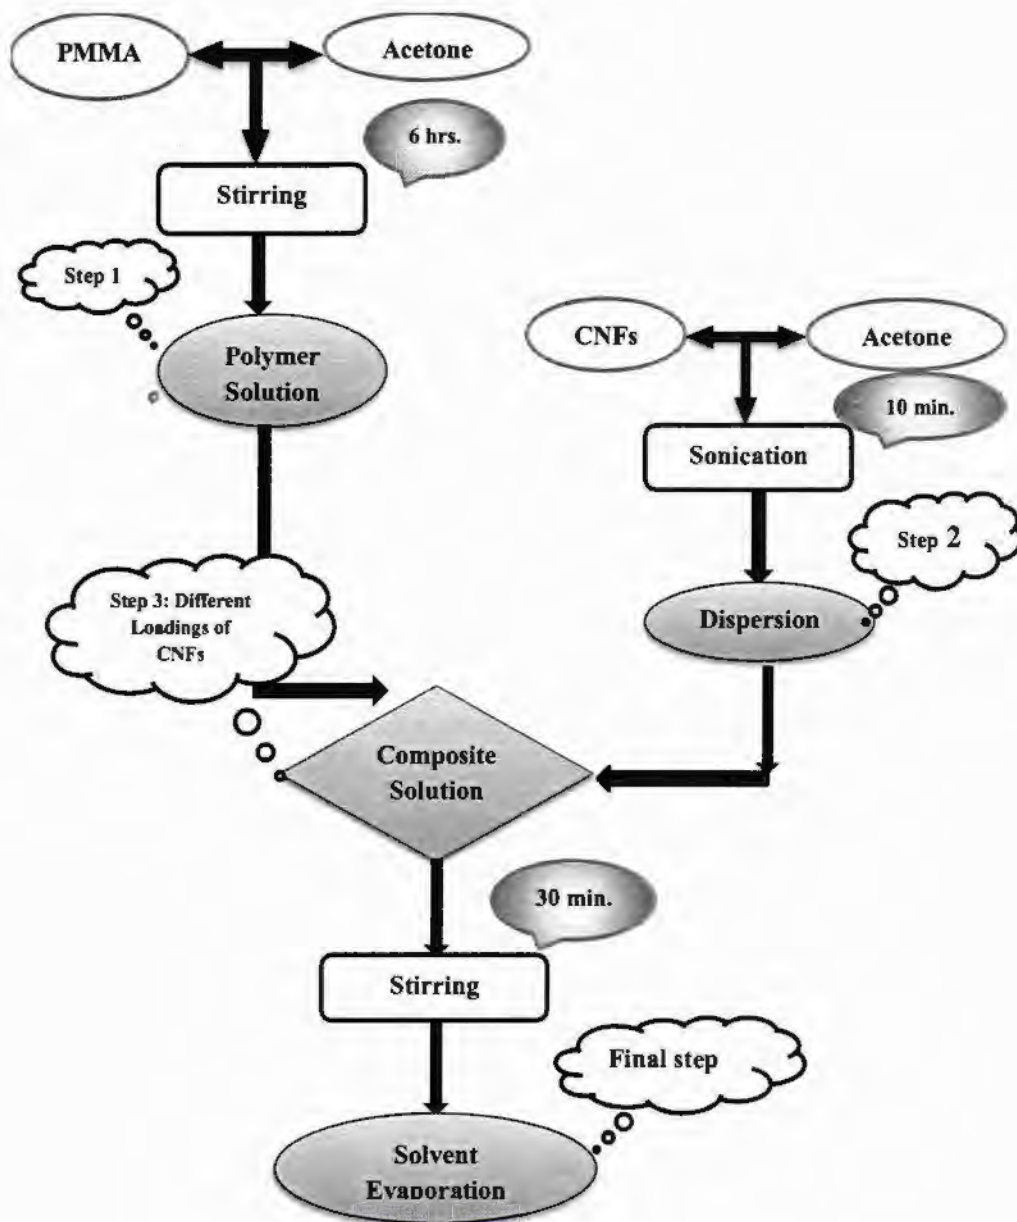 PMMA
Acetone
6 hrs.
Stirring
Step 1
Polymer
Solution
CNFs
Acetone
10 min.
Sonication
Step 2
Dispersion
Step 3: Different
Loadings of
CNFs
Composite
Solution
30 min.
Stirring
Final step
Solvent
Evaporation